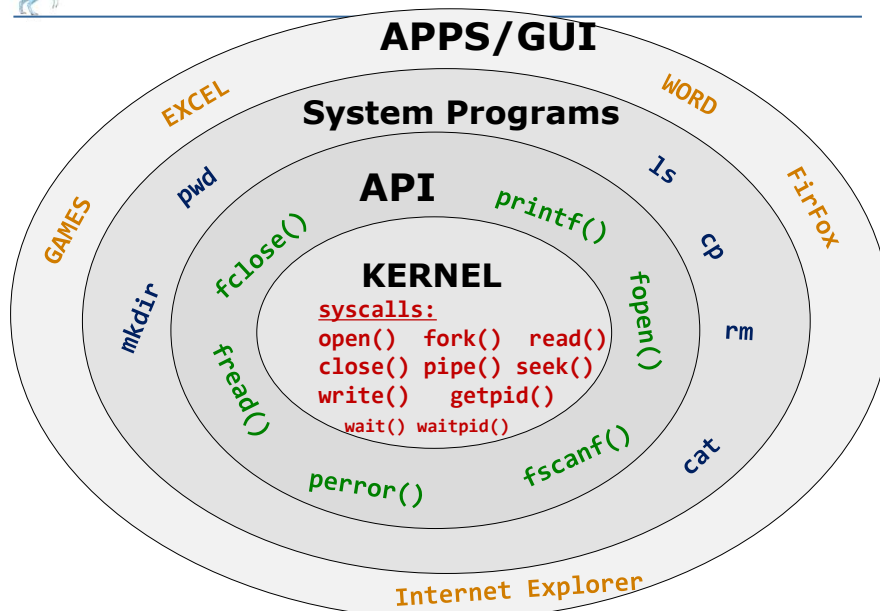 APPS/GUI
EXCEL
WORD
System Programs
GAMES
pwd
ls
FirFox
API
printf()
fclose()
cp
KERNEL
mkdir
syscalls:
fopen()
rm
open() fork() read()
close() pipe() seek()
write() getpid()
wait() waitpid()
fread()
fscanf()
cat
perror()
Internet Explorer